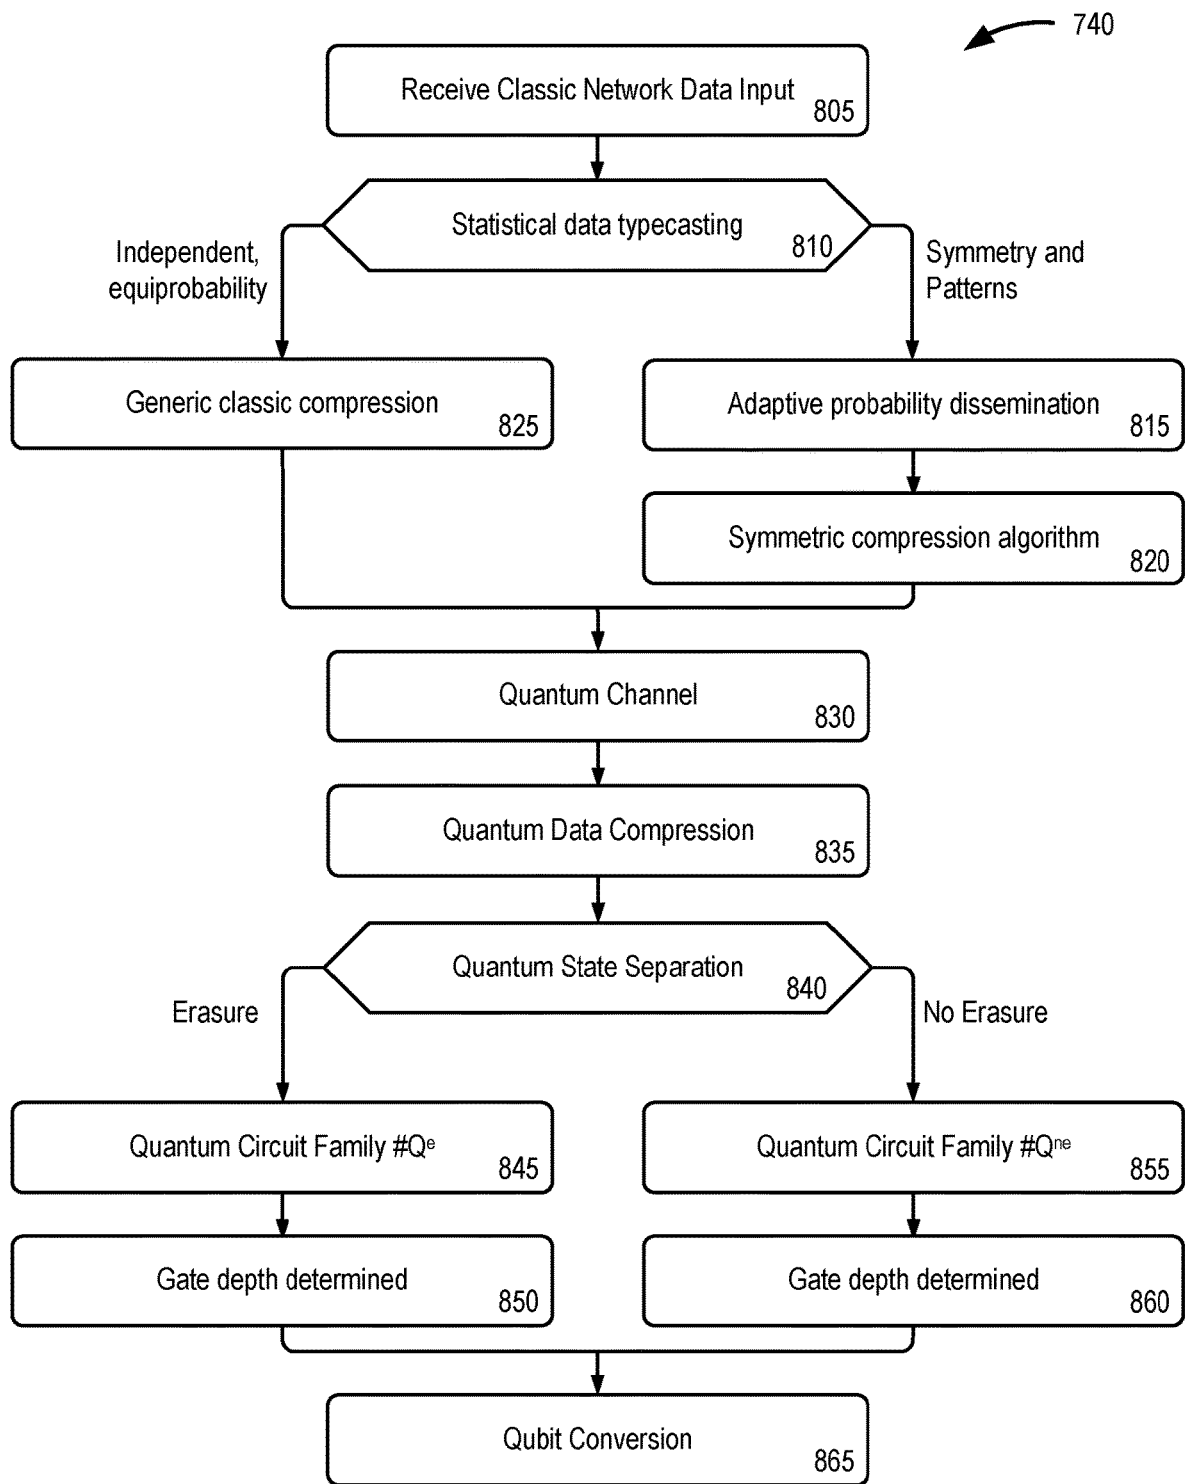 740
Receive Classic Network Data Input
805
Statistical data typecasting
810
Independent,
equiprobability
Symmetry and
Patterns
Generic classic compression
825
Adaptive probability dissemination
815
Symmetric compression algorithm
820
Quantum Channel
830
Quantum Data Compression
835
Quantum State Separation
840
Erasure
No Erasure
Quantum Circuit Family #Qᵉ
845
Quantum Circuit Family #Qⁿᵉ
855
Gate depth determined
850
Gate depth determined
860
Qubit Conversion
865